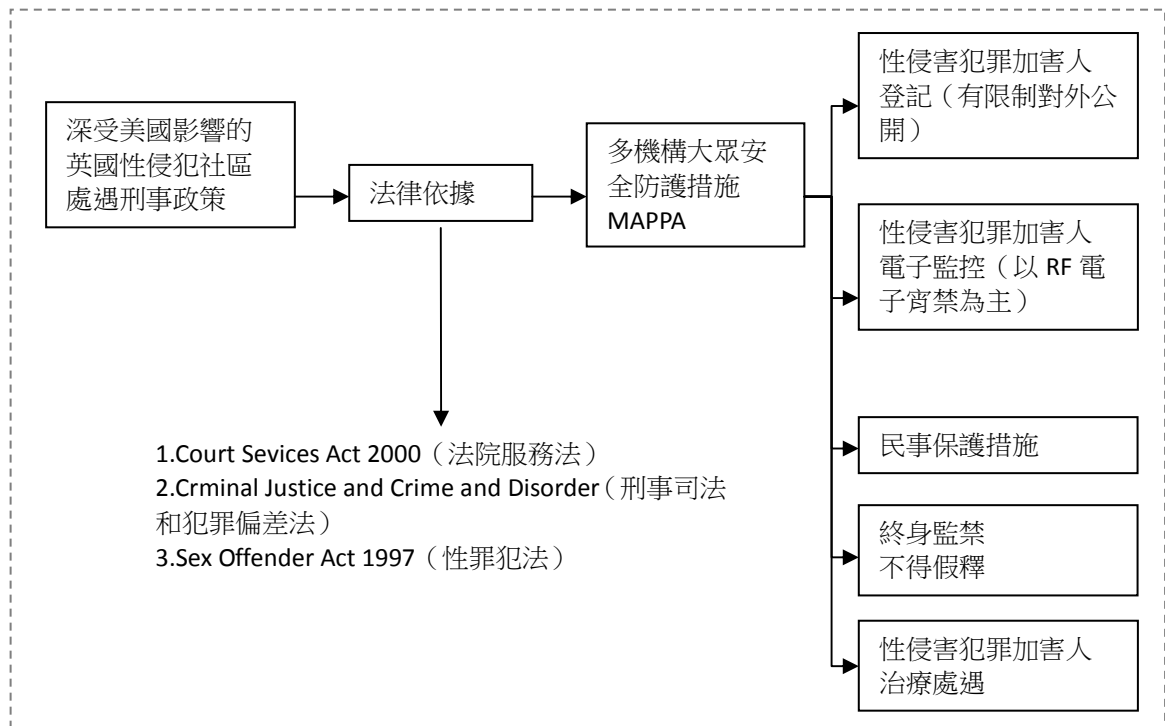 深受美國影響的
英國性侵犯社區
處遇刑事政策
法律依據
多機構大眾安
全防護措施
MAPPA
性侵害犯罪加害人
登記（有限制對外公
開）
性侵害犯罪加害人
電子監控（以 RF 電
子宵禁為主）
民事保護措施
終身監禁
不得假釋
性侵害犯罪加害人
治療處遇
1.Court Sevices Act 2000（法院服務法）
2.Crminal Justice and Crime and Disorder（刑事司法
和犯罪偏差法）
3.Sex Offender Act 1997（性罪犯法）